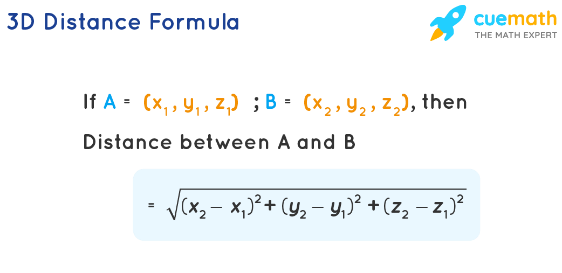 3D Distance Formula
cuemath
THE MATH EXPERT
If A = (x₁, y₁, z₁) ; B = (x₂, y₂, z₂), then
Distance between A and B
= √(x₂ − x₁)² + (y₂ − y₁)² + (z₂ − z₁)²